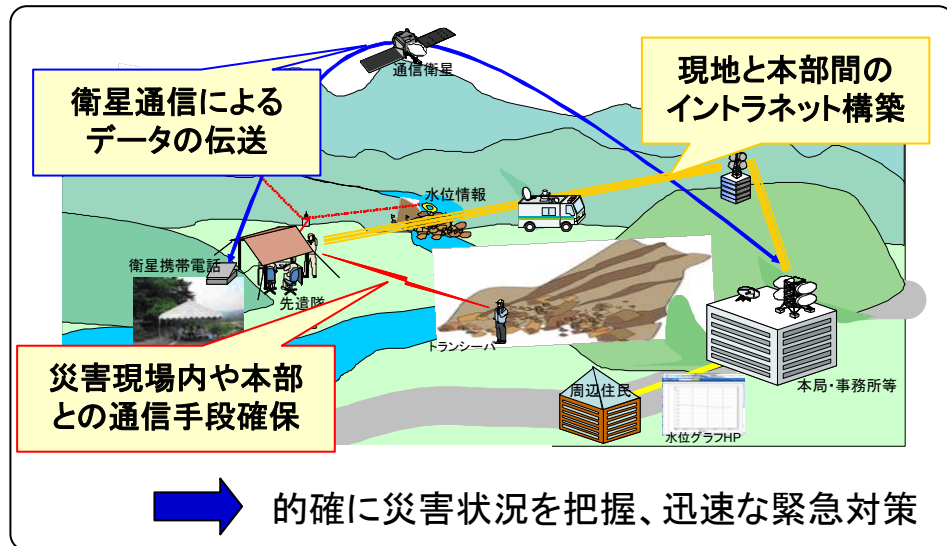 通信衛星
衛星通信による
データの伝送
現地と本部間の
イントラネット構築
水位情報
衛星携帯電話
先遣隊
トランシーバ
災害現場内や本部
との通信手段確保
周辺住民
水位グラフHP
本局・事務所等
的確に災害状況を把握、迅速な緊急対策